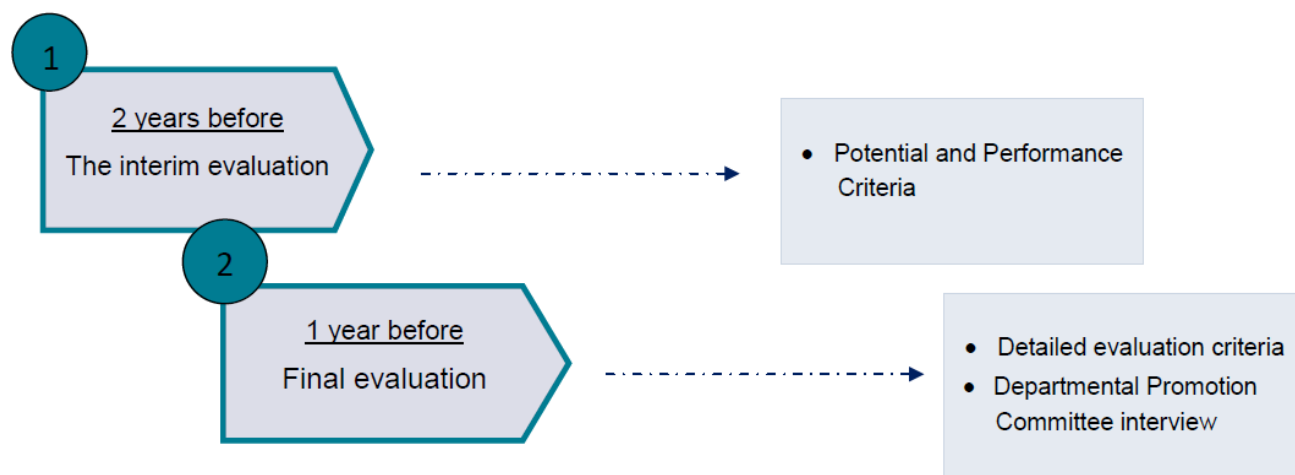 1
2 years before
The interim evaluation
• Potential and Performance
Criteria
2
1 year before
Final evaluation
• Detailed evaluation criteria
• Departmental Promotion
Committee interview